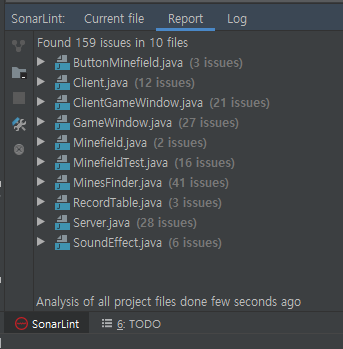 SonarLint: Current file Report Log
Found 159 issues in 10 files
ButtonMinefield.java (3 issues)
Client.java (12 issues)
ClientGameWindow.java (21 issues)
GameWindow.java (27 issues)
Minefield.java (2 issues)
MinefieldTest.java (16 issues)
MinesFinder.java (41 issues)
RecordTable.java (3 issues)
Server.java (28 issues)
SoundEffect.java (6 issues)
Analysis of all project files done few seconds ago
SonarLint 6: TODO